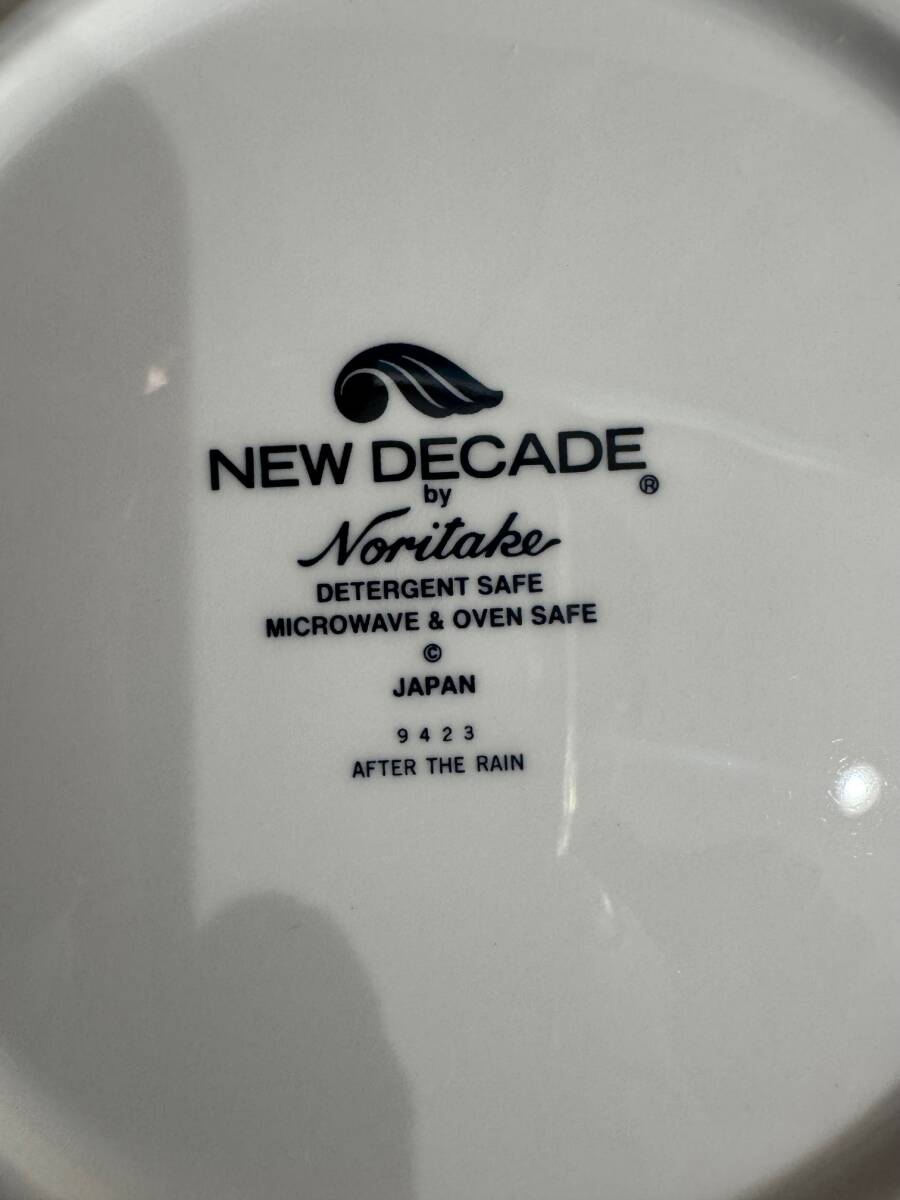 NEW DECADE
by ®
Noritake
DETERGENT SAFE
MICROWAVE & OVEN SAFE
©
JAPAN
9423
AFTER THE RAIN